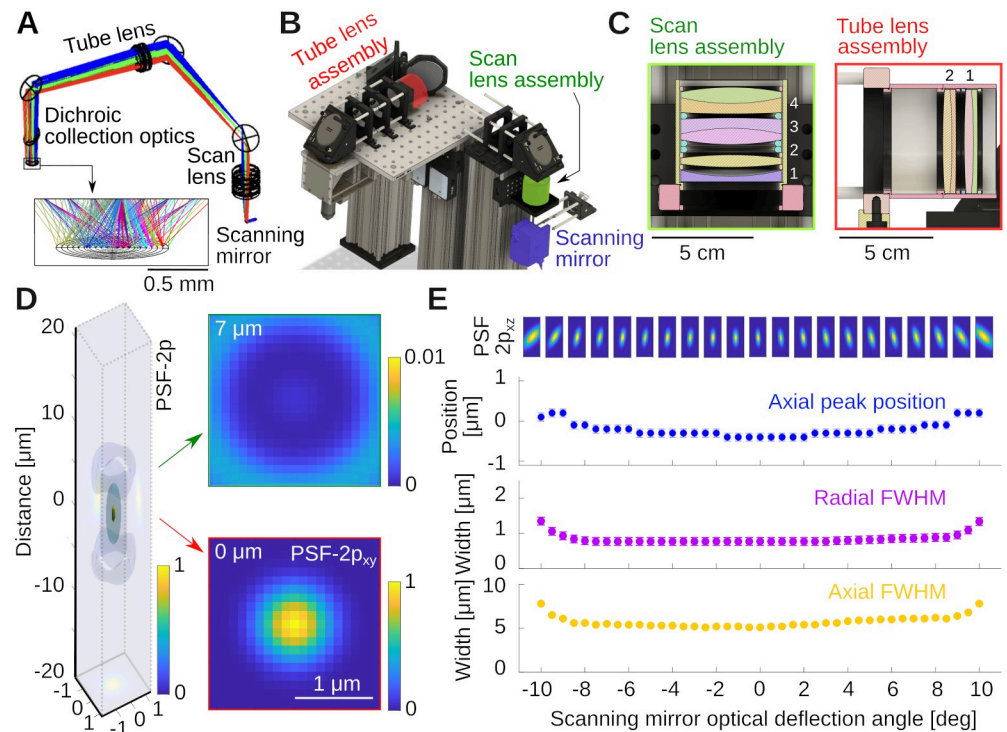 A
Tube lens
Dichroic
collection optics
Scan
lens
Scanning
mirror
0.5 mm
B
Tube lens
assembly
Scan
lens assembly
Scanning
mirror
C
Scan
lens assembly
4
3
2
1
5 cm
Tube lens
assembly
2 1
5 cm
D
20
10
0
-10
-20
Distance [µm]
PSF-2p
-1 0 1
-1 0 1
1
0
7 µm
0.01
0
0 µm
PSF-2pxy
1 µm
1
0
E
PSF
2pxz
Position
[µm]
1
0
-1
Axial peak position
Width [µm]
2
1
0
Radial FWHM
Width [µm]
10
5
0
Axial FWHM
-10 -8 -6 -4 -2 0 2 4 6 8 10
Scanning mirror optical deflection angle [deg]